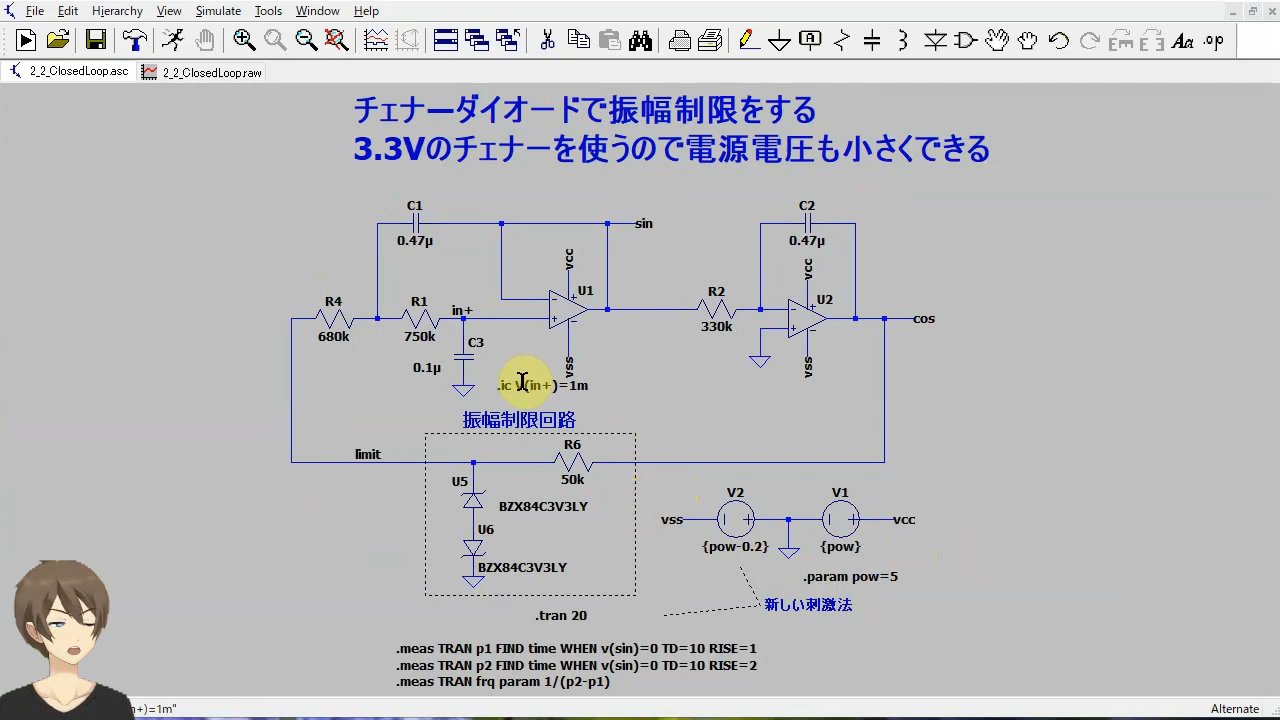 File Edit Hierarchy View Simulate Tools Window Help
2_2_ClosedLoop.asc 2_2_ClosedLoop.raw
チェナーダイオードで振幅制限をする
3.3Vのチェナーを使うので電源電圧も小さくできる
C1
0.47µ
sin
C2
0.47µ
vcc
U1
vcc
U2
R4
680k
R1
750k
in+
R2
330k
cos
C3
0.1µ
vss
vss
.ic V(in+)=1m
振幅制限回路
limit
R6
50k
U5
BZX84C3V3LY
U6
BZX84C3V3LY
V2
V1
vss
vcc
{pow-0.2}
{pow}
.param pow=5
新しい刺激法
.tran 20
.meas TRAN p1 FIND time WHEN v(sin)=0 TD=10 RISE=1
.meas TRAN p2 FIND time WHEN v(sin)=0 TD=10 RISE=2
.meas TRAN frq param 1/(p2-p1)
n+)=1m"
Alternate